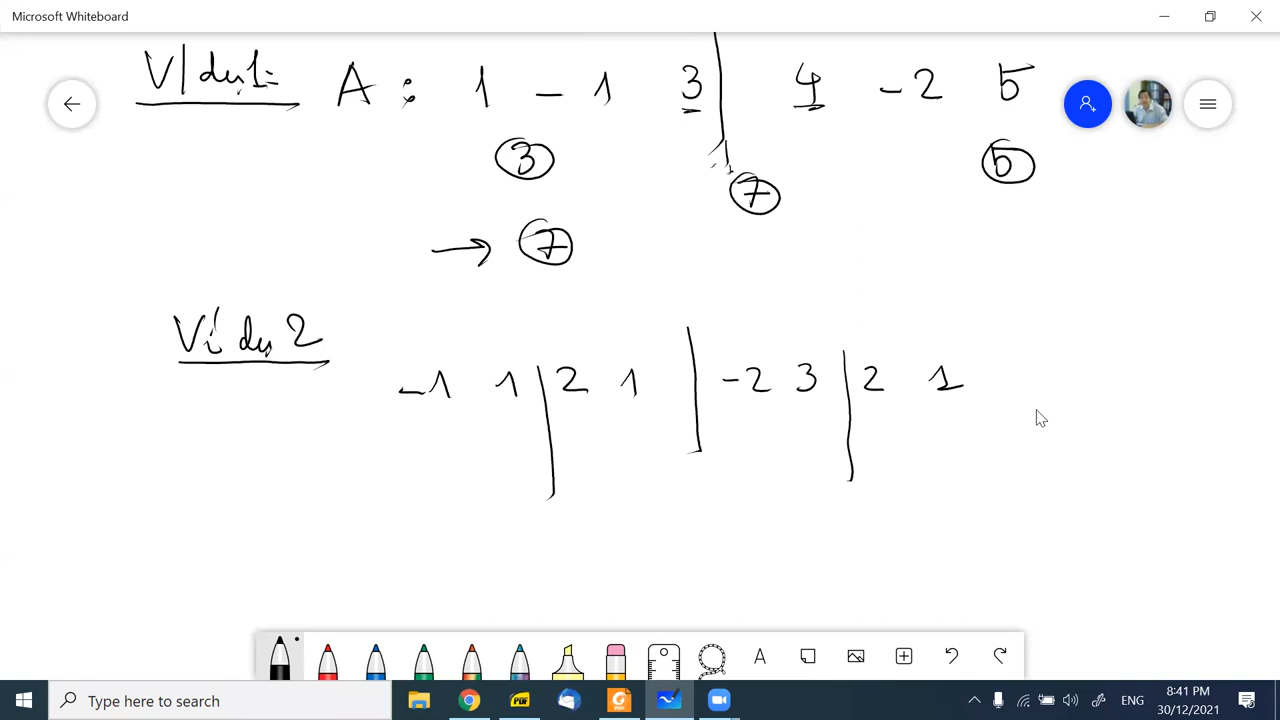 Microsoft Whiteboard
Ví dụ 1: A : 1 -1 3 | 4 -2 5
3 5
7
→ 7
Ví dụ 2
-1 1 | 2 1 | -2 3 | 2 1
Type here to search
ENG
8:41 PM
30/12/2021